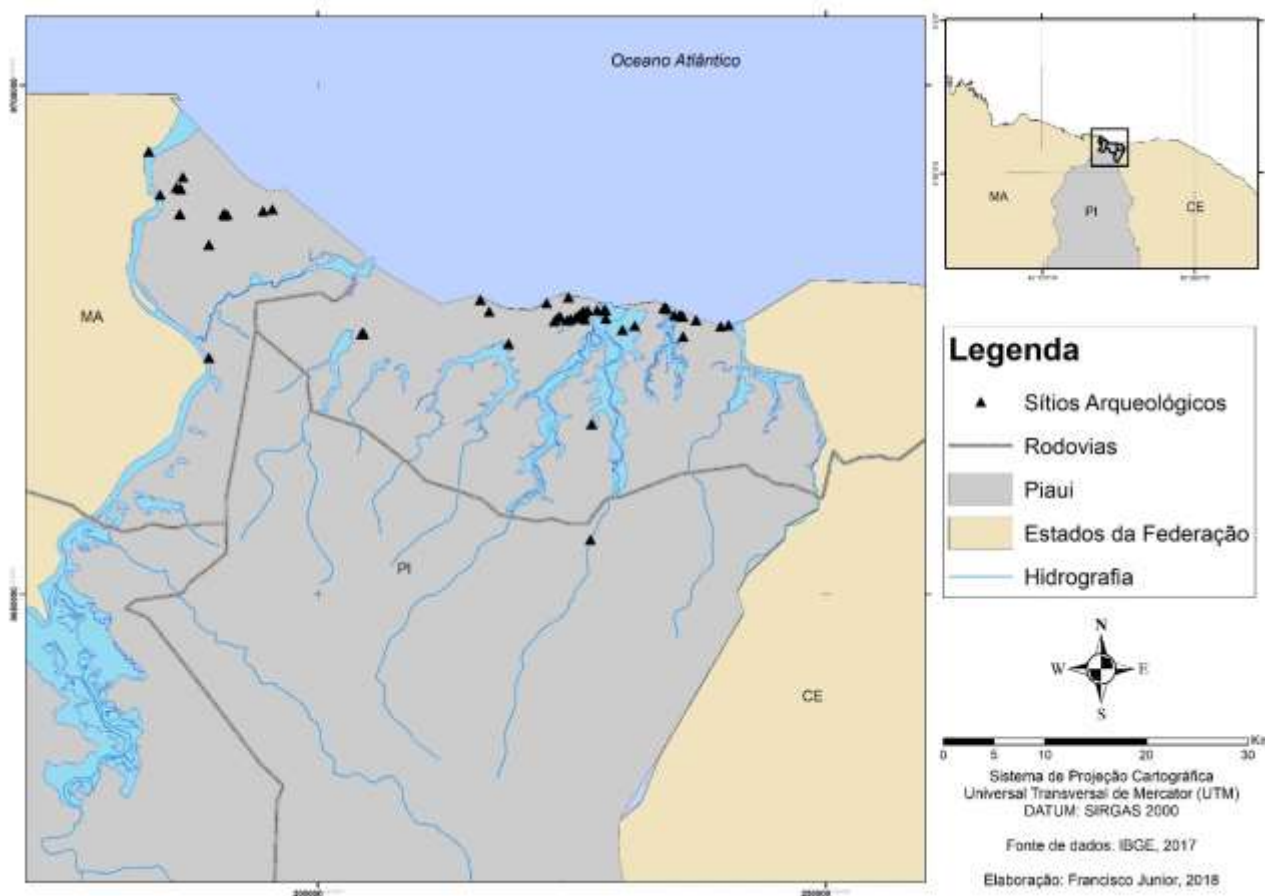 Oceano Atlântico
MA
PI
CE
MA
PI
CE
Legenda
Sítios Arqueológicos
Rodovias
Piaui
Estados da Federação
Hidrografia
N
W
E
S
0 5 10 20 30
Sistema de Projeção Cartográfica
Universal Transversal de Mercator (UTM)
DATUM: SIRGAS 2000
Fonte de dados: IBGE, 2017
Elaboração: Francisco Junior, 2018